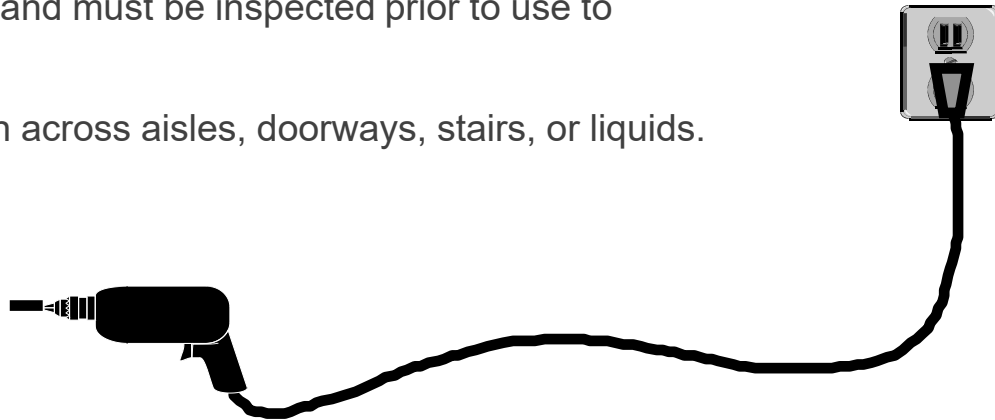 and must be inspected prior to use to
across aisles, doorways, stairs, or liquids.